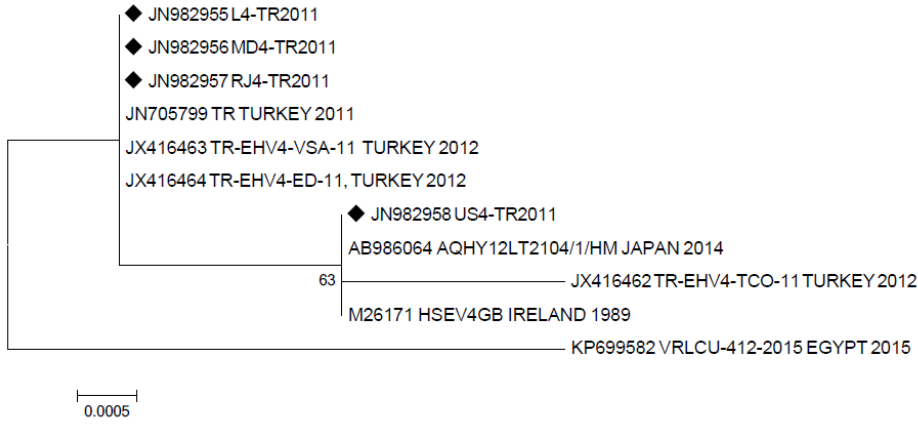 JN982955 L4-TR2011
JN982956 MD4-TR2011
JN982957 RJ4-TR2011
JN705799 TR TURKEY 2011
JX416463 TR-EHV4-VSA-11 TURKEY 2012
JX416464 TR-EHV4-ED-11, TURKEY 2012
JN982958 US4-TR2011
AB986064 AQHY12LT2104/1/HM JAPAN 2014
63
JX416462 TR-EHV4-TCO-11 TURKEY 2012
M26171 HSEV4GB IRELAND 1989
KP699582 VRLCU-412-2015 EGYPT 2015
0.0005